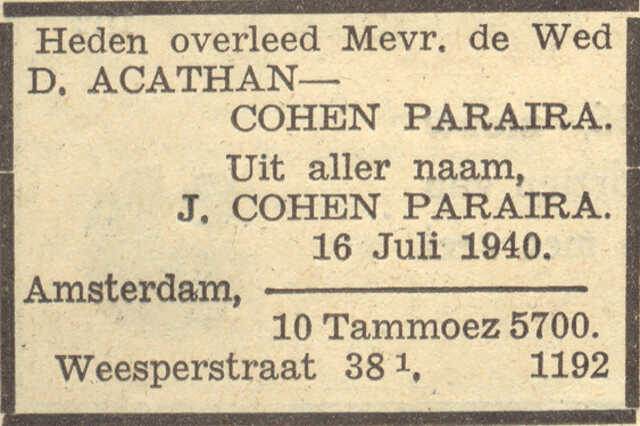 Heden overleed Mevr. de Wed
D. ACATHAN—
COHEN PARAIRA.
Uit aller naam,
J. COHEN PARAIRA.
16 Juli 1940.
Amsterdam,
10 Tammoez 5700.
Weesperstraat 38 ¹. 1192